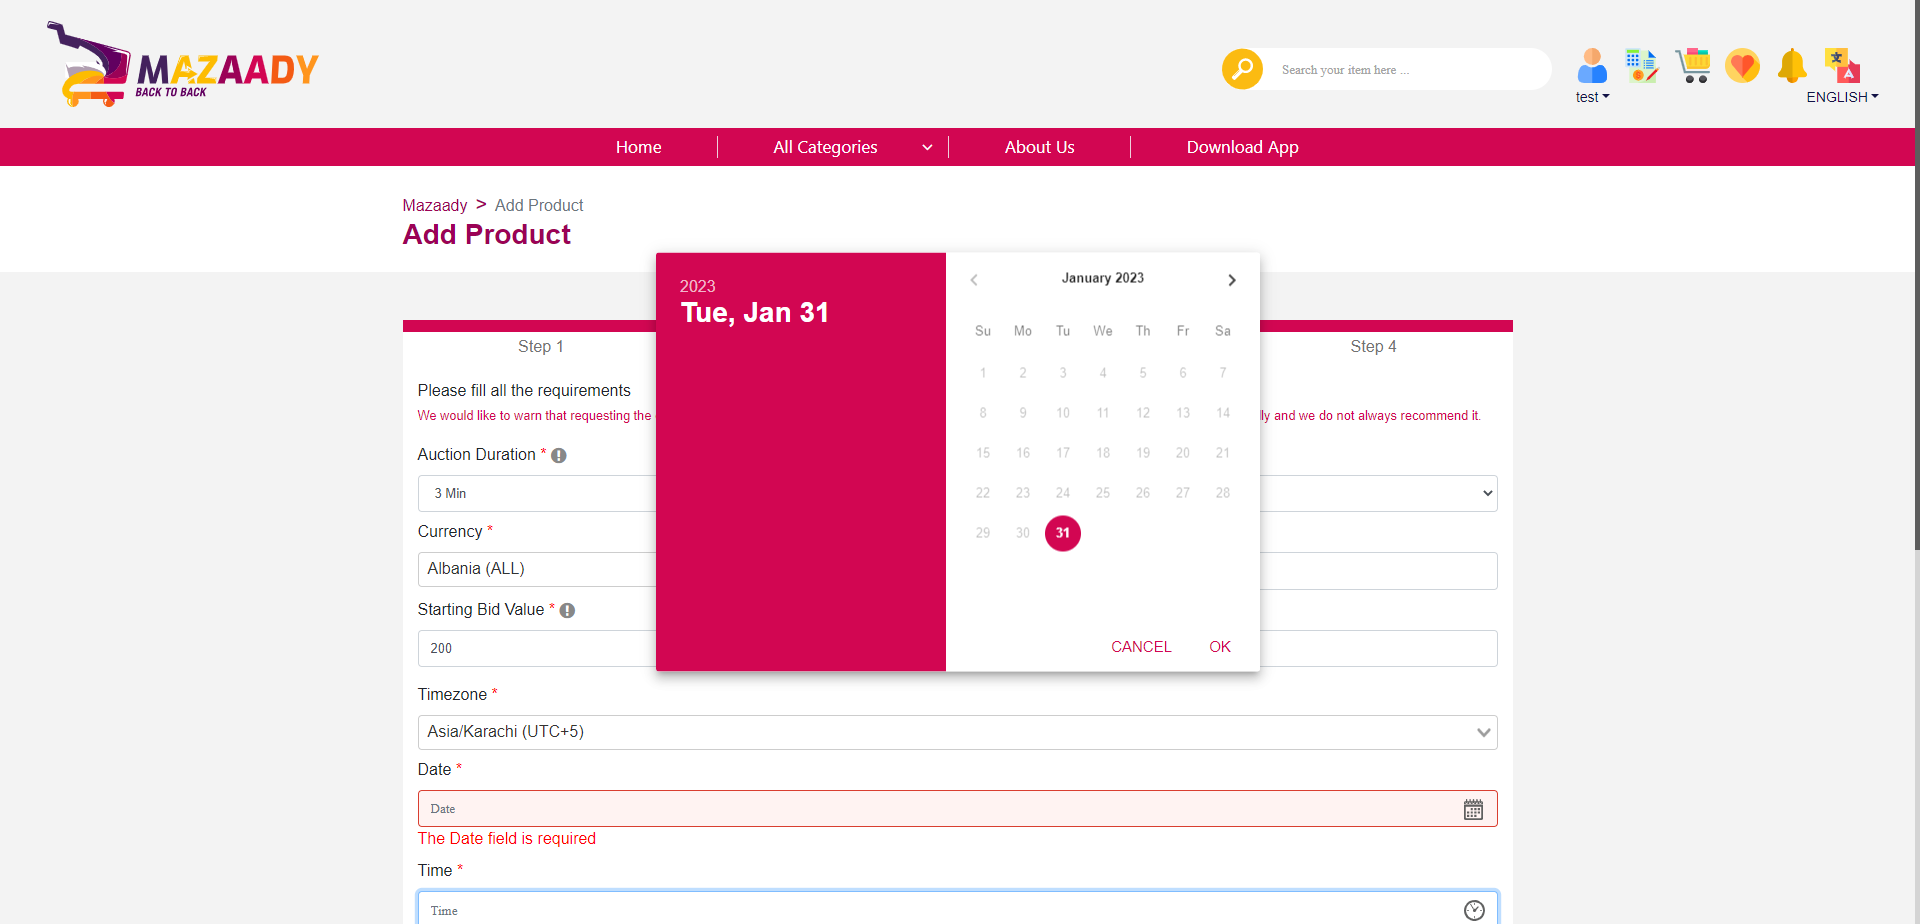 MAZAADY
BACK TO BACK
Search your item here ...
test
ENGLISH
Home
All Categories
About Us
Download App
Mazaady > Add Product
Add Product
2023
Tue, Jan 31
January 2023
Su Mo Tu We Th Fr Sa
1 2 3 4 5 6 7
8 9 10 11 12 13 14
15 16 17 18 19 20 21
22 23 24 25 26 27 28
29 30 31
CANCEL OK
Step 1
Step 4
Please fill all the requirements
We would like to warn that requesting the
lly and we do not always recommend it.
Auction Duration *
3 Min
Currency *
Albania (ALL)
Starting Bid Value *
200
Timezone *
Asia/Karachi (UTC+5)
Date *
Date
The Date field is required
Time *
Time